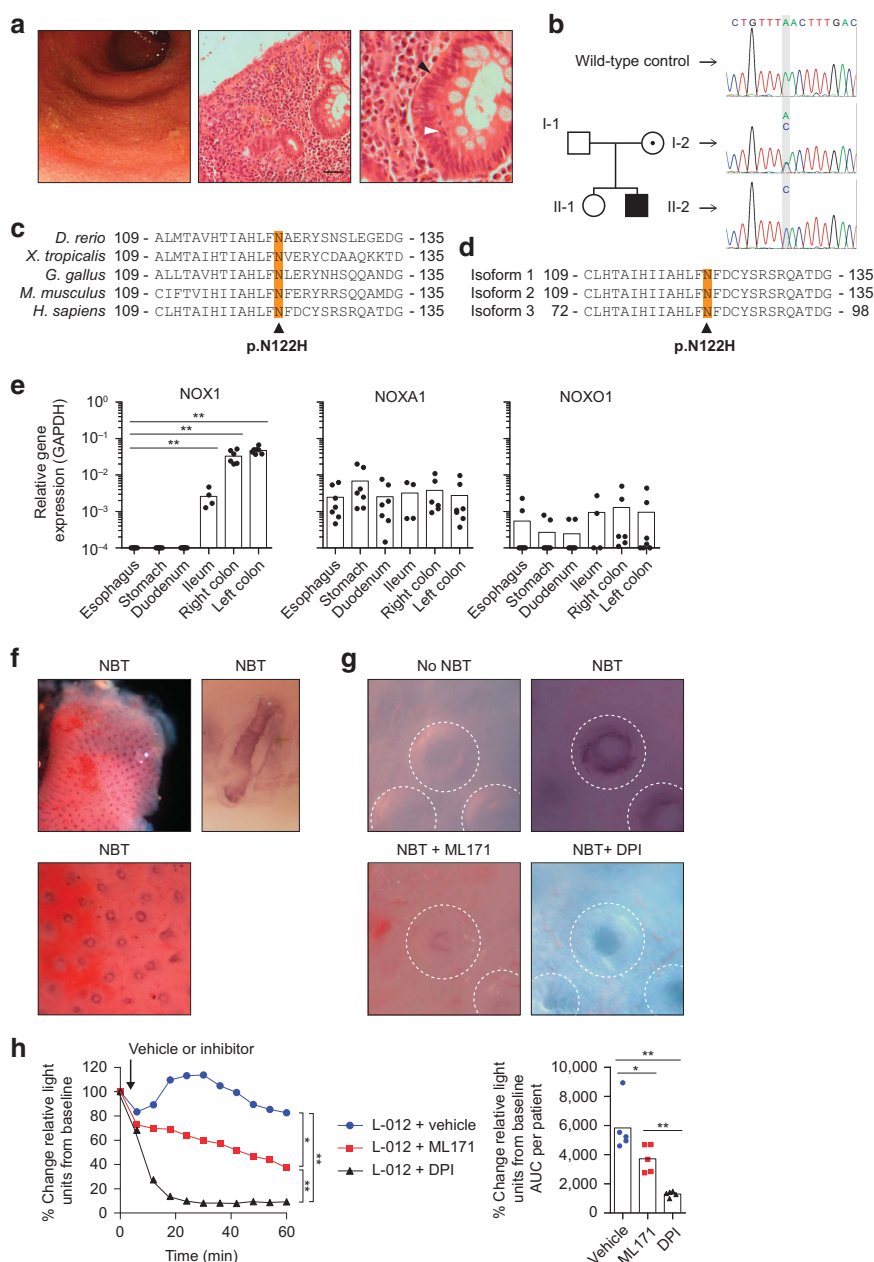 a
b
C T G T T T A A C T T T G A C
Wild-type control
A
C
I-1
I-2
C
II-1
II-2
c
D. rerio 109 - ALMTAVHTIAHLFNAERYSNSLEGEDG - 135
X. tropicalis 109 - ALMTAIHTIAHLFNVERYCDAAQKKTD - 135
G. gallus 109 - ALLTAVHTIAHLFNLERYNHSQQANDG - 135
M. musculus 109 - CIFTVIHIIAHLFNFERYRRSQQAMDG - 135
H. sapiens 109 - CLHTAIHIIAHLFNFDCYSRSRQATDG - 135
p.N122H
d
Isoform 1 109 - CLHTAIHIIAHLFNFDCYSRSRQATDG - 135
Isoform 2 109 - CLHTAIHIIAHLFNFDCYSRSRQATDG - 135
Isoform 3 72 - CLHTAIHIIAHLFNFDCYSRSRQATDG - 98
p.N122H
e
Relative gene
expression (GAPDH)
NOX1
10⁰
10⁻¹
10⁻²
10⁻³
10⁻⁴
**
**
**
Esophagus
Stomach
Duodenum
Ileum
Right colon
Left colon
NOXA1
Esophagus
Stomach
Duodenum
Ileum
Right colon
Left colon
NOXO1
Esophagus
Stomach
Duodenum
Ileum
Right colon
Left colon
f
NBT
NBT
NBT
g
No NBT
NBT
NBT + ML171
NBT+ DPI
h
Vehicle or inhibitor
% Change relative light
units from baseline
120
100
80
60
40
20
0
0
20
40
60
Time (min)
L-012 + vehicle
L-012 + ML171
L-012 + DPI
*
**
**
% Change relative light
units from baseline
AUC per patient
10,000
8,000
6,000
4,000
2,000
0
**
*
**
Vehicle
ML171
DPI